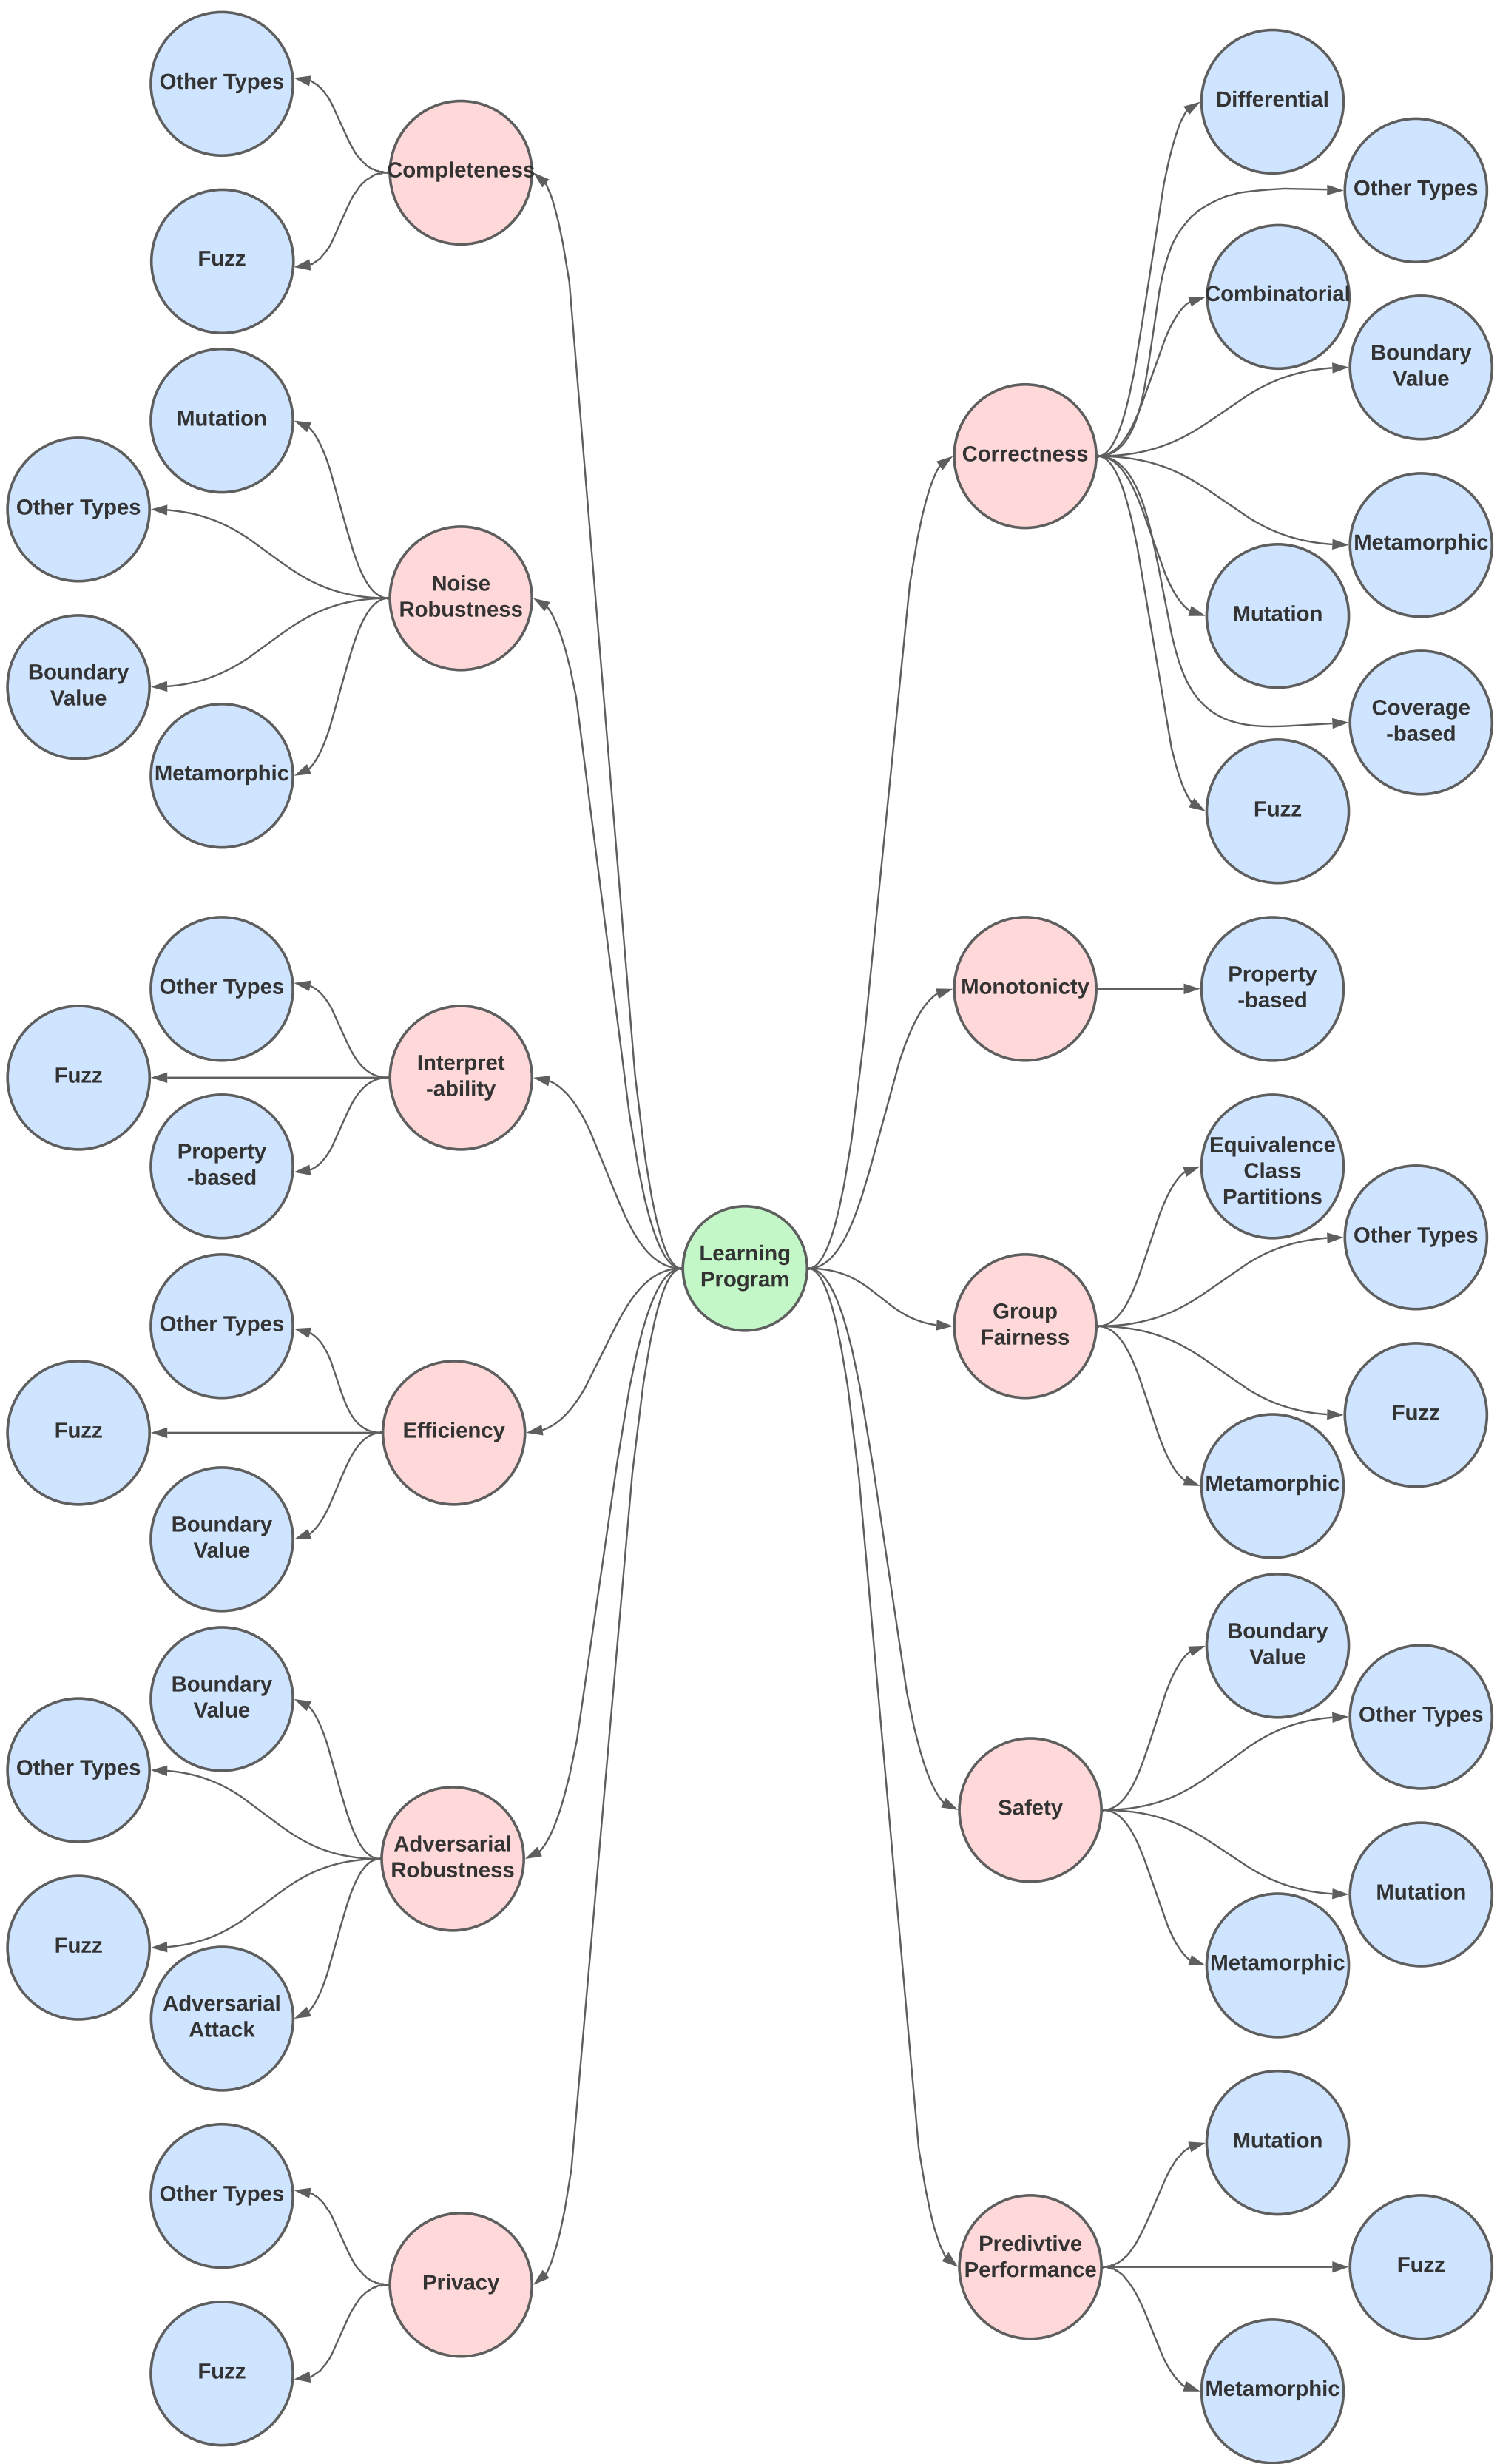 Other Types
Completeness
Fuzz
Mutation
Other Types
Noise
Robustness
Boundary
Value
Metamorphic
Other Types
Fuzz
Interpret
-ability
Property
-based
Other Types
Fuzz
Efficiency
Boundary
Value
Boundary
Value
Other Types
Adversarial
Robustness
Fuzz
Adversarial
Attack
Other Types
Privacy
Fuzz
Learning
Program
Differential
Other Types
Combinatorial
Boundary
Value
Correctness
Metamorphic
Mutation
Coverage
-based
Fuzz
Monotonicty
Property
-based
Equivalence
Class
Partitions
Other Types
Group
Fairness
Fuzz
Metamorphic
Boundary
Value
Other Types
Safety
Mutation
Metamorphic
Mutation
Predivtive
Performance
Fuzz
Metamorphic